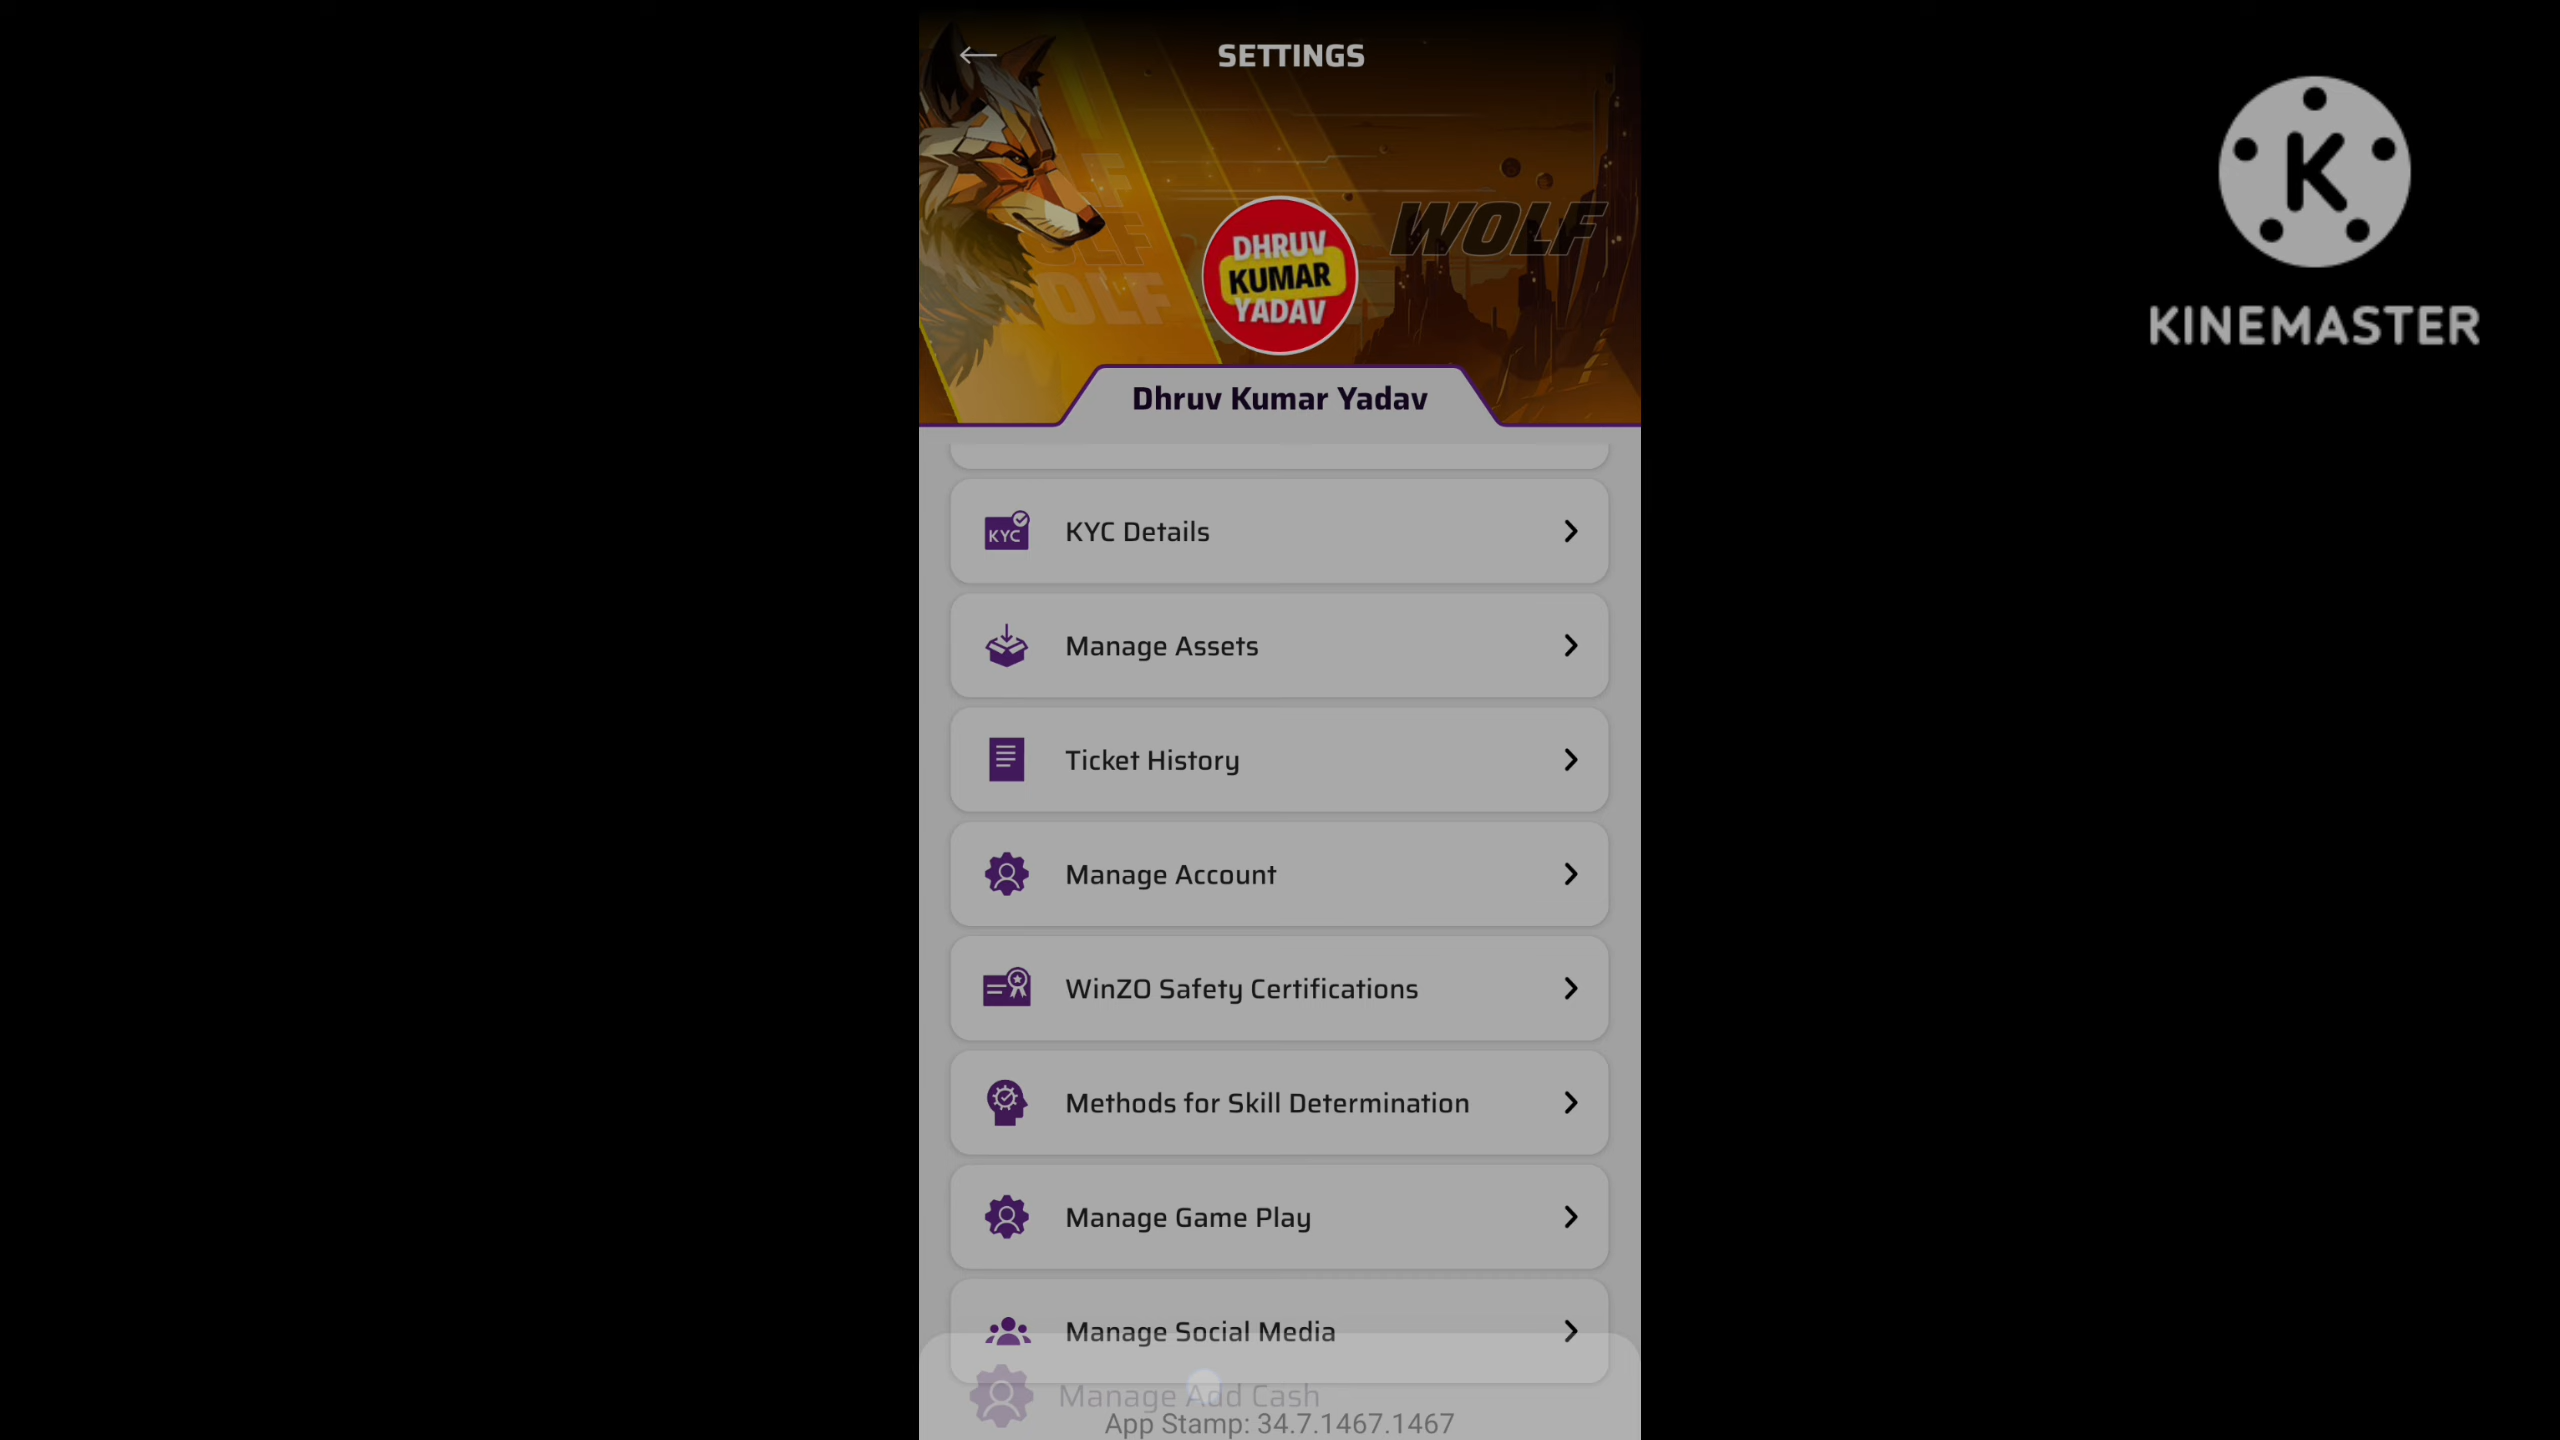 SETTINGS
WOLF
DHRUV
KUMAR
YADAV
K
KINEMASTER
Dhruv Kumar Yadav
KYC
KYC Details
Manage Assets
Ticket History
Manage Account
WinZO Safety Certifications
Methods for Skill Determination
Manage Game Play
Manage Social Media
Manage Add Cash
App Stamp: 34.7.1467.1467